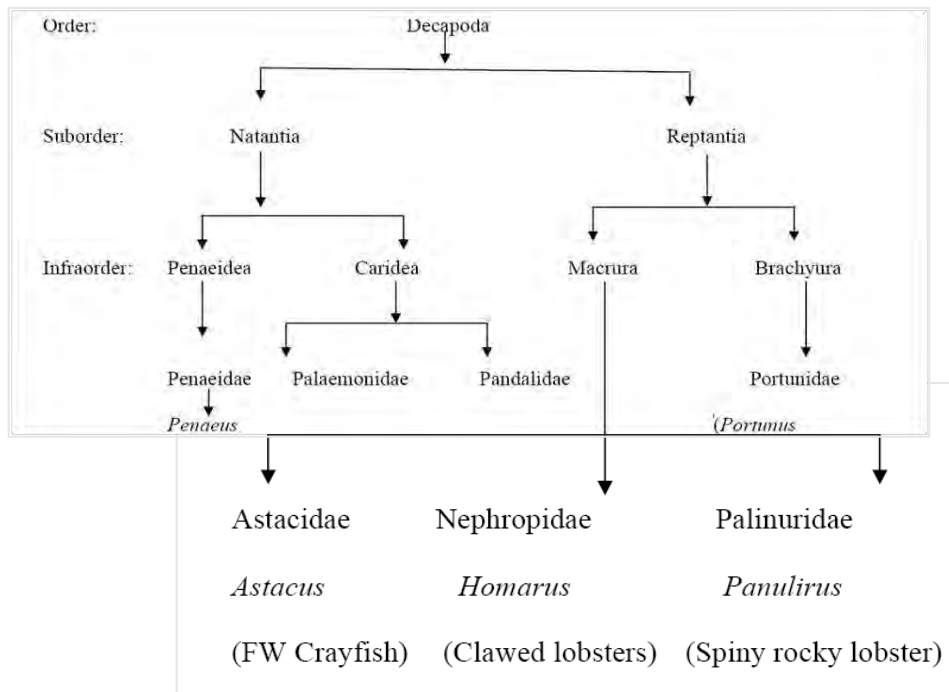 Order: Decapoda
Suborder: Natantia Reptantia
Infraorder: Penaeidea Caridea Macrura Brachyura
Penaeidae Palaemonidae Pandalidae Portunidae
Penaeus (Portunus
Astacidae Nephropidae Palinuridae
Astacus Homarus Panulirus
(FW Crayfish) (Clawed lobsters) (Spiny rocky lobster)